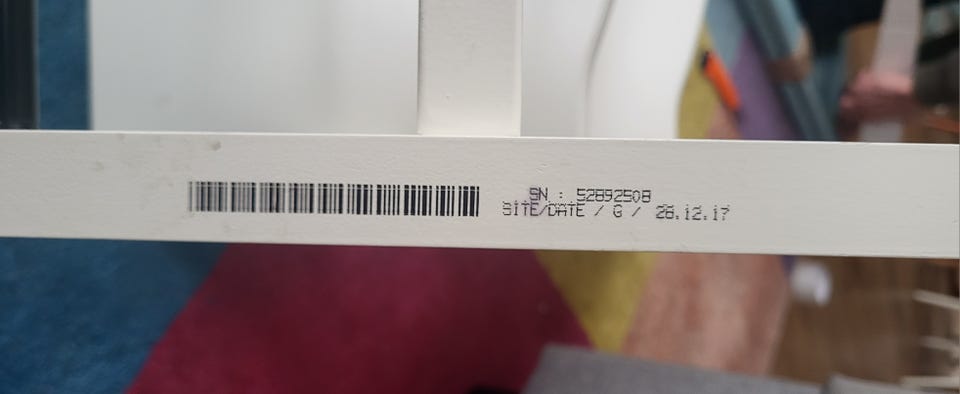 SN : 52892508
SITE/DATE / G / 28.12.17